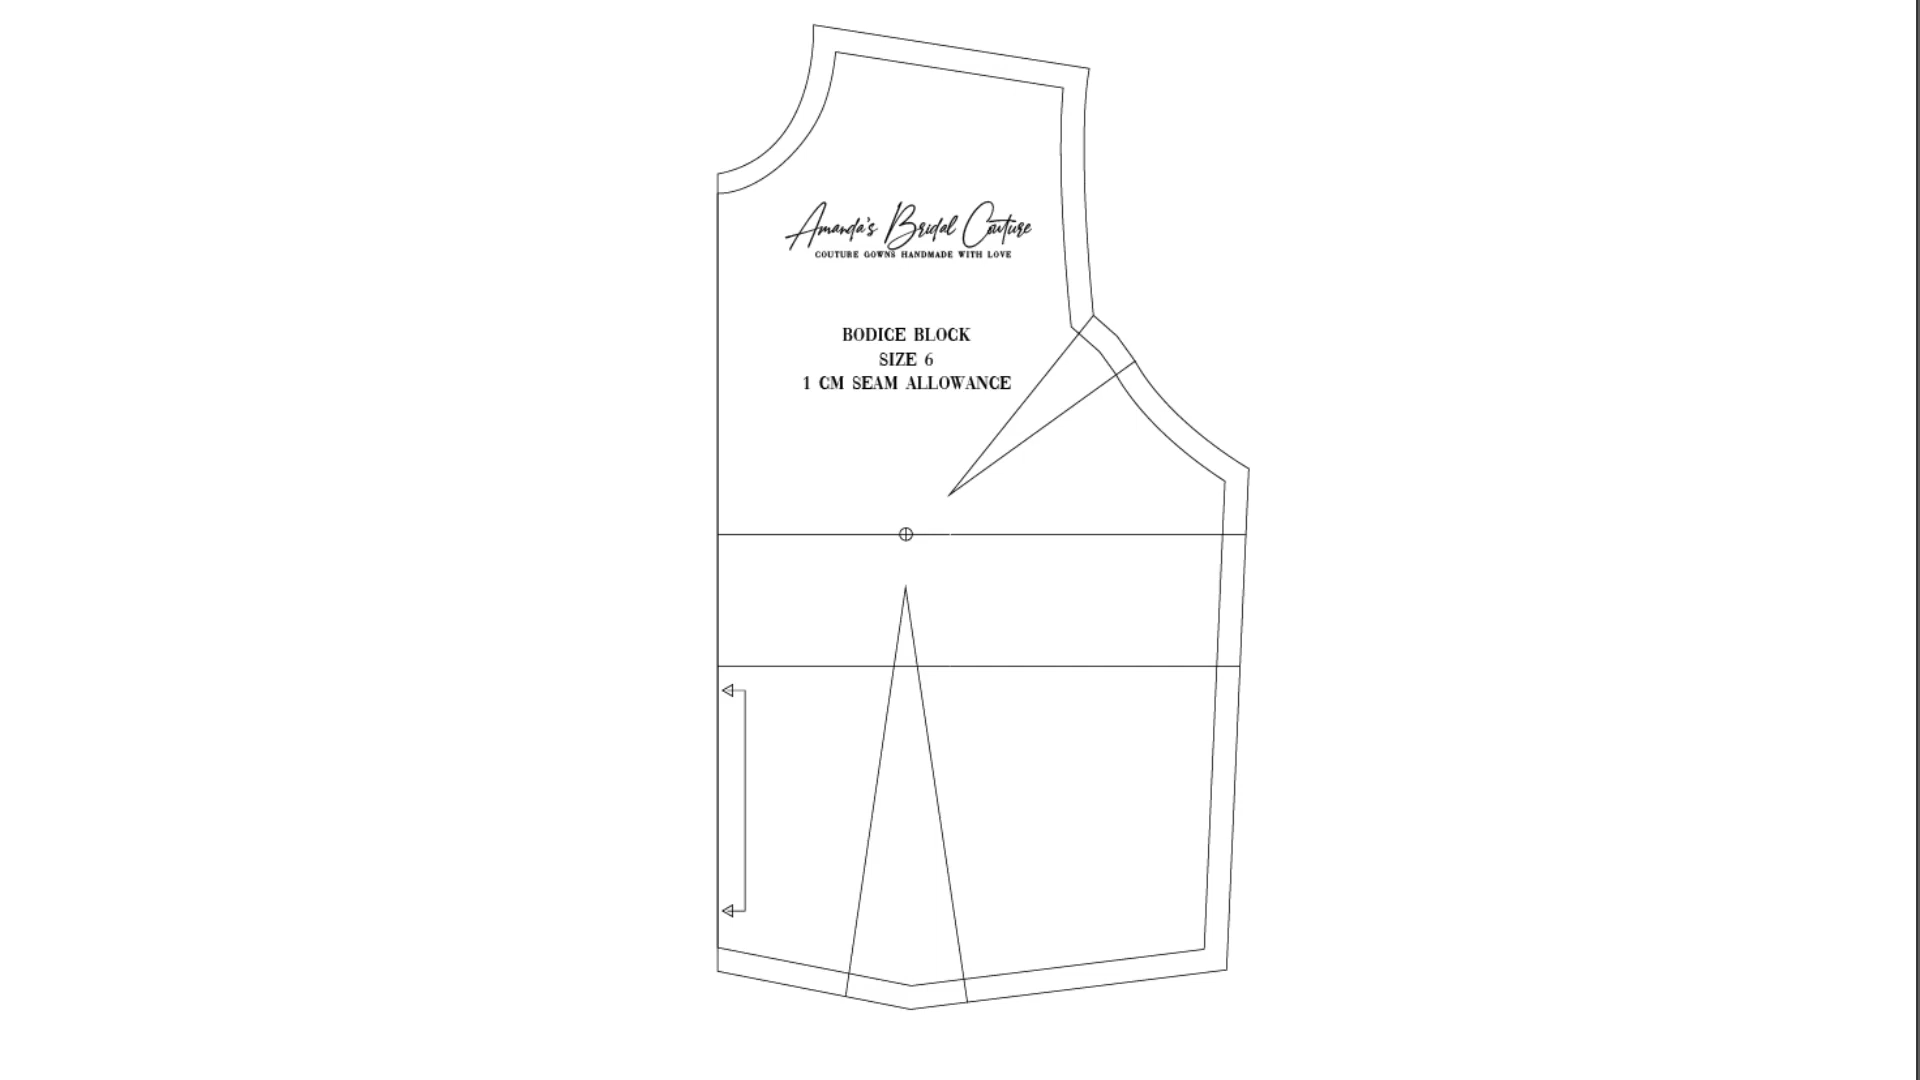 Amanda's Bridal Couture
COUTURE GOWNS HANDMADE WITH LOVE
BODICE BLOCK
SIZE 6
1 CM SEAM ALLOWANCE